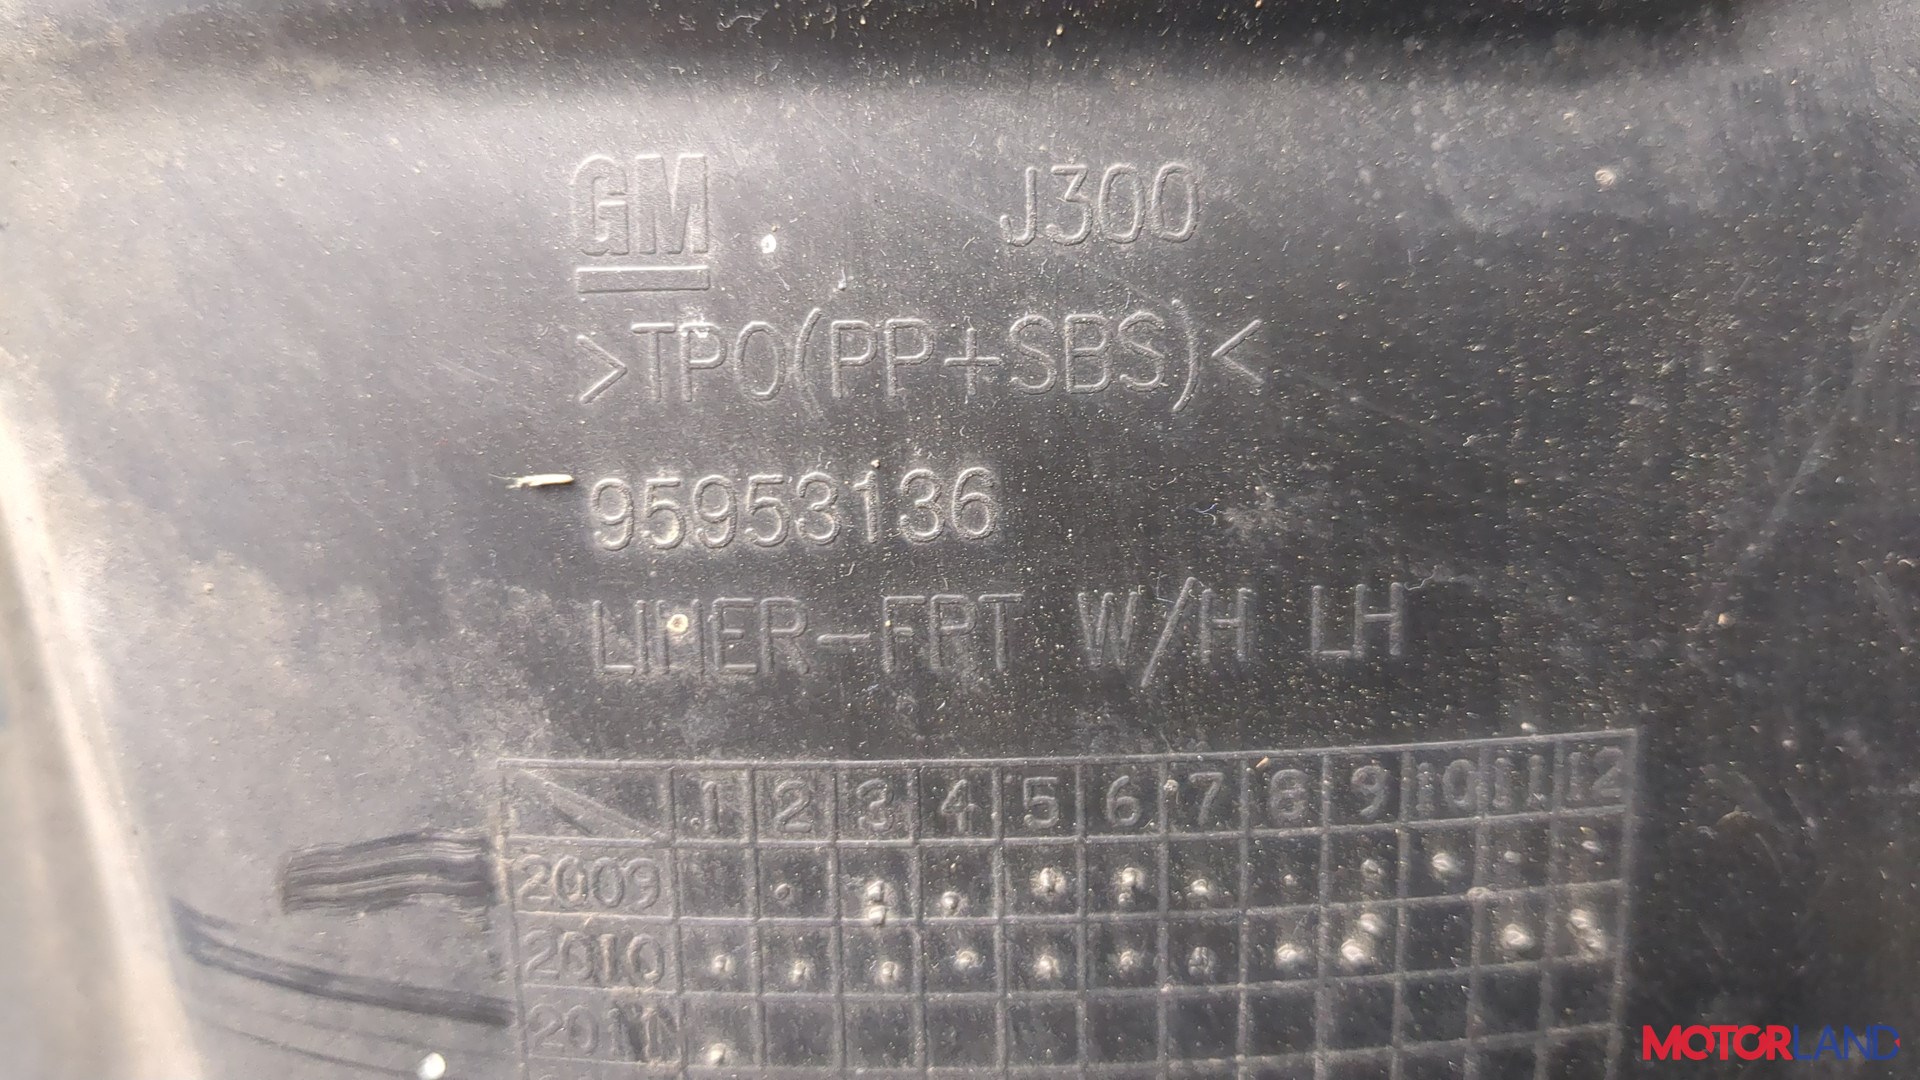 GM J300
>TPO(PP+SBS)<
95953136
LINER-FRT W/H LH
1 2 3 4 5 6 7 8 9 10 11 12
2009
2010
2011
MOTORLAND